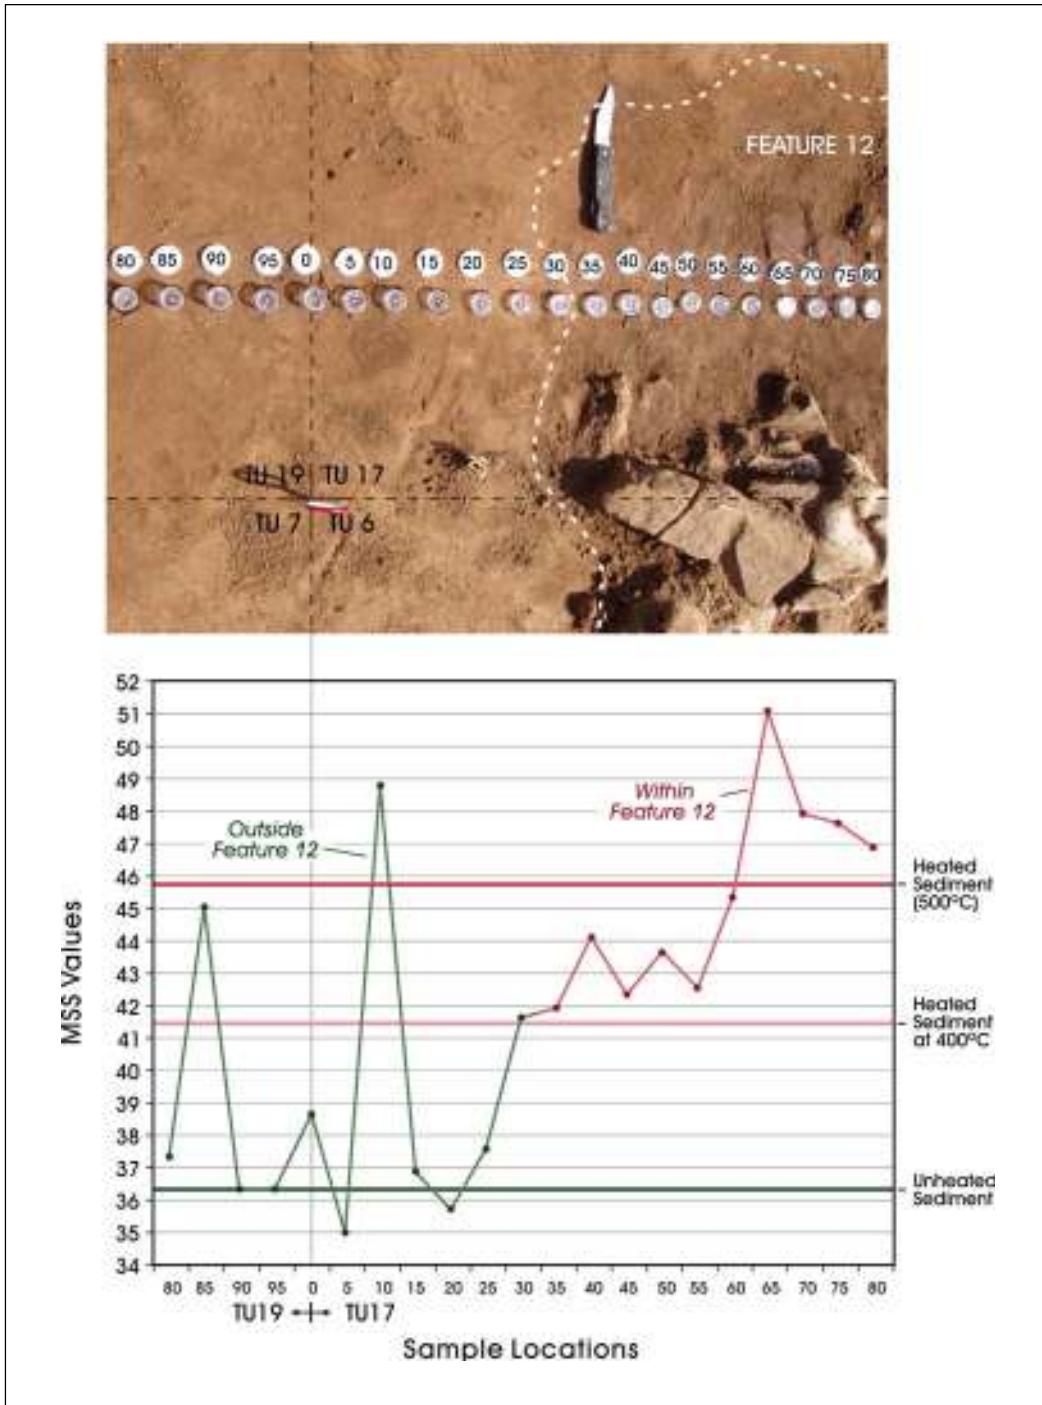 FEATURE 12
80 85 90 95 0 5 10 15 20 25 30 35 40 45 50 55 60 65 70 75 80
TU 19 TU 17
TU 7 TU 6
52
51
50
49
48
47
46
45
44
43
42
41
40
39
38
37
36
35
34
MSS Values
Outside
Feature 12
Within
Feature 12
Heated
Sediment
(500°C)
Heated
Sediment
at 400°C
Unheated
Sediment
80 85 90 95 0 5 10 15 20 25 30 35 40 45 50 55 60 65 70 75 80
TU19 TU17
Sample Locations